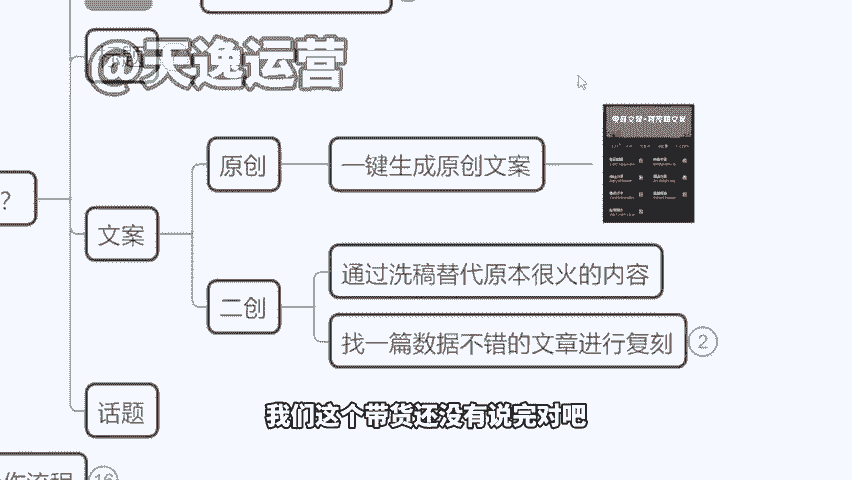 @天逸运营
原创
一键生成原创文案
？
文案
通过洗稿替代原本很火的内容
二创
找一篇数据不错的文章进行复刻
2
话题
我们这个带货还没有说完对吧
作流程
16